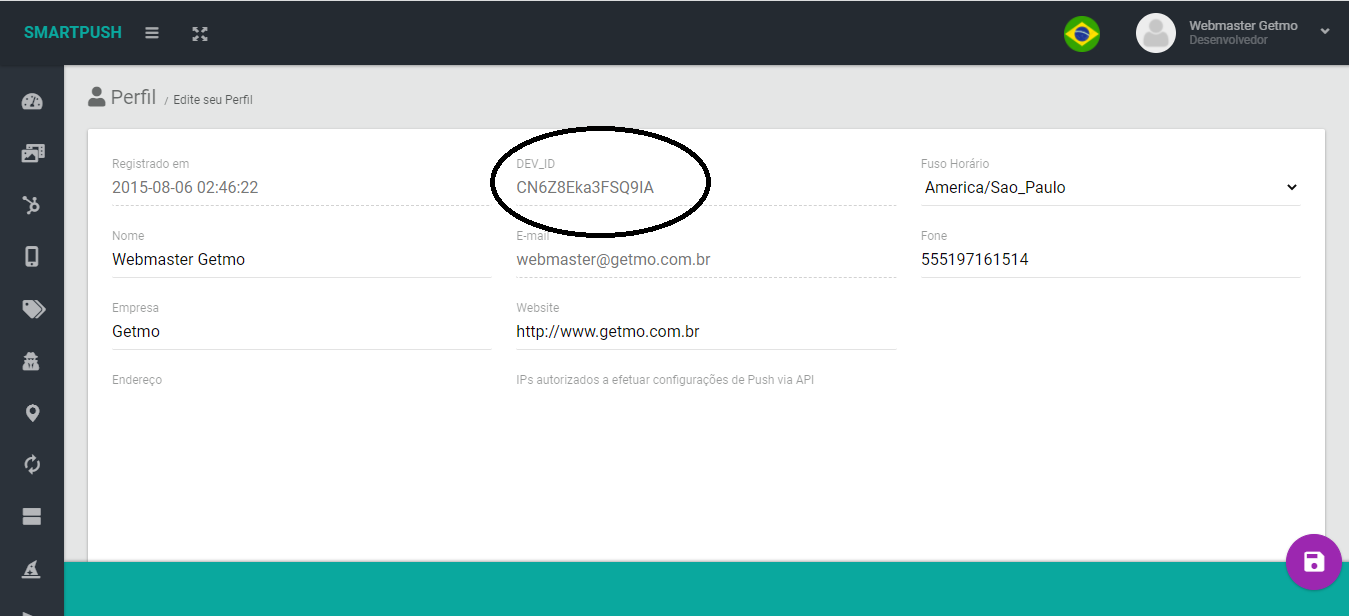 SMARTPUSH
Webmaster Getmo
Desenvolvedor
Perfil / Edite seu Perfil
Registrado em
2015-08-06 02:46:22
DEV_ID
CN6Z8Eka3FSQ9IA
Fuso Horário
America/Sao_Paulo
Nome
Webmaster Getmo
E-mail
webmaster@getmo.com.br
Fone
555197161514
Empresa
Getmo
Website
http://www.getmo.com.br
Endereço
IPs autorizados a efetuar configurações de Push via API